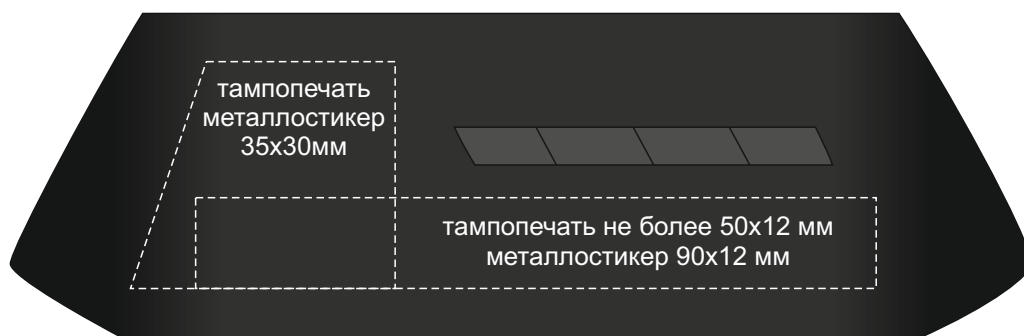 тампопечать
металлостикер
35х30мм
тампопечать не более 50х12 мм
металлостикер 90х12 мм